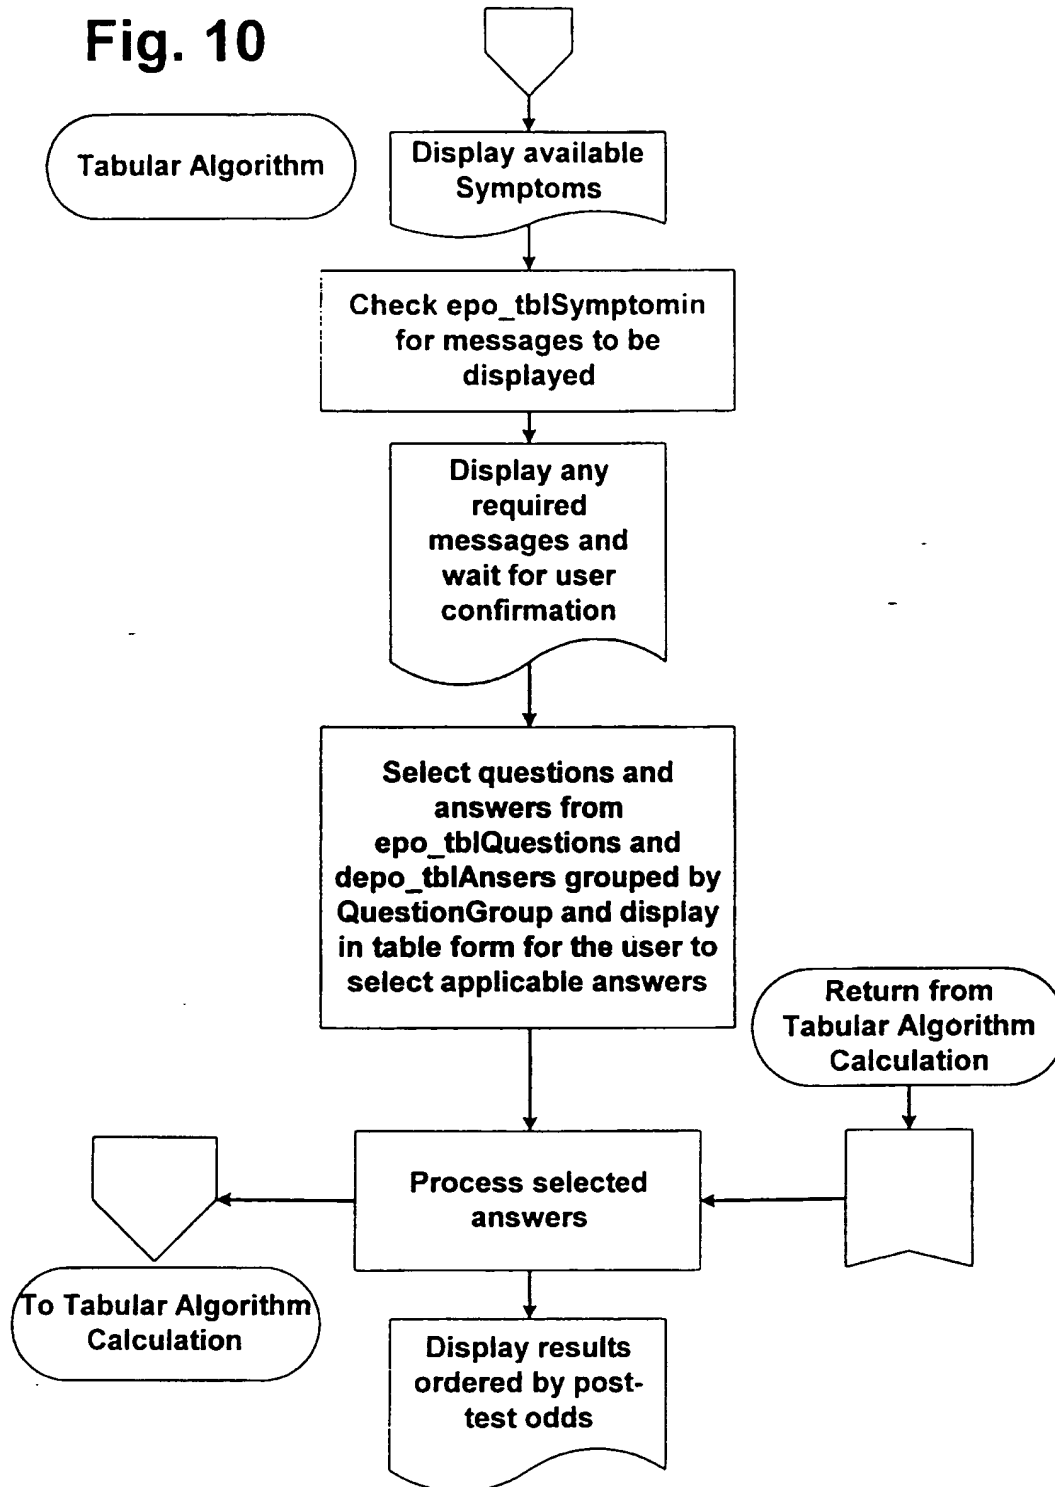 Fig. 10
Tabular Algorithm
Display available
Symptoms
Check epo_tblSymptomin
for messages to be
displayed
Display any
required
messages and
wait for user
confirmation
Select questions and
answers from
epo_tblQuestions and
depo_tblAnsers grouped by
QuestionGroup and display
in table form for the user to
select applicable answers
Return from
Tabular Algorithm
Calculation
Process selected
answers
To Tabular Algorithm
Calculation
Display results
ordered by post-
test odds